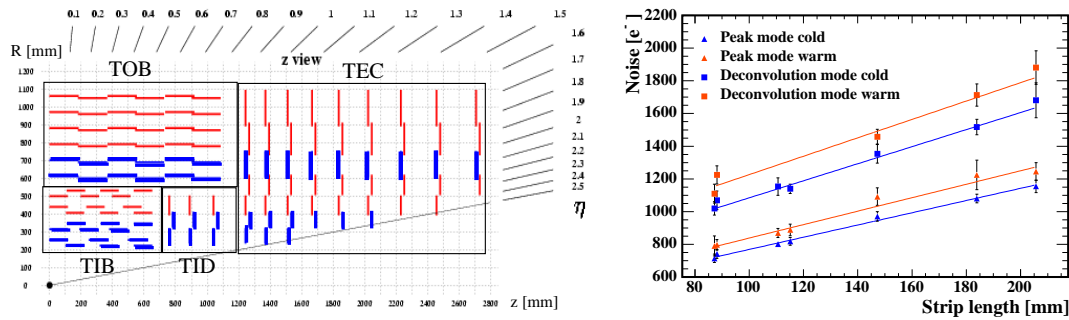 0.1 0.2 0.3 0.4 0.5 0.6 0.7 0.8 0.9 1 1.1 1.2 1.3 1.4 1.5
R [mm]
z view
1.6
1.7
1.8
1.9
2
2.1
2.2
2.3
2.4
2.5
η
TOB
TEC
1.200
1.100
1000
900
800
700
600
500
400
300
200
100
0
TIB
TID
0 200 400 600 800 1000 1200 1400 1600 1800 2000 2200 2400 2600 2800
z [mm]
Noise [e-]
2200
2000
1800
1600
1400
1200
1000
800
600
Peak mode cold
Peak mode warm
Deconvolution mode cold
Deconvolution mode warm
80 100 120 140 160 180 200
Strip length [mm]